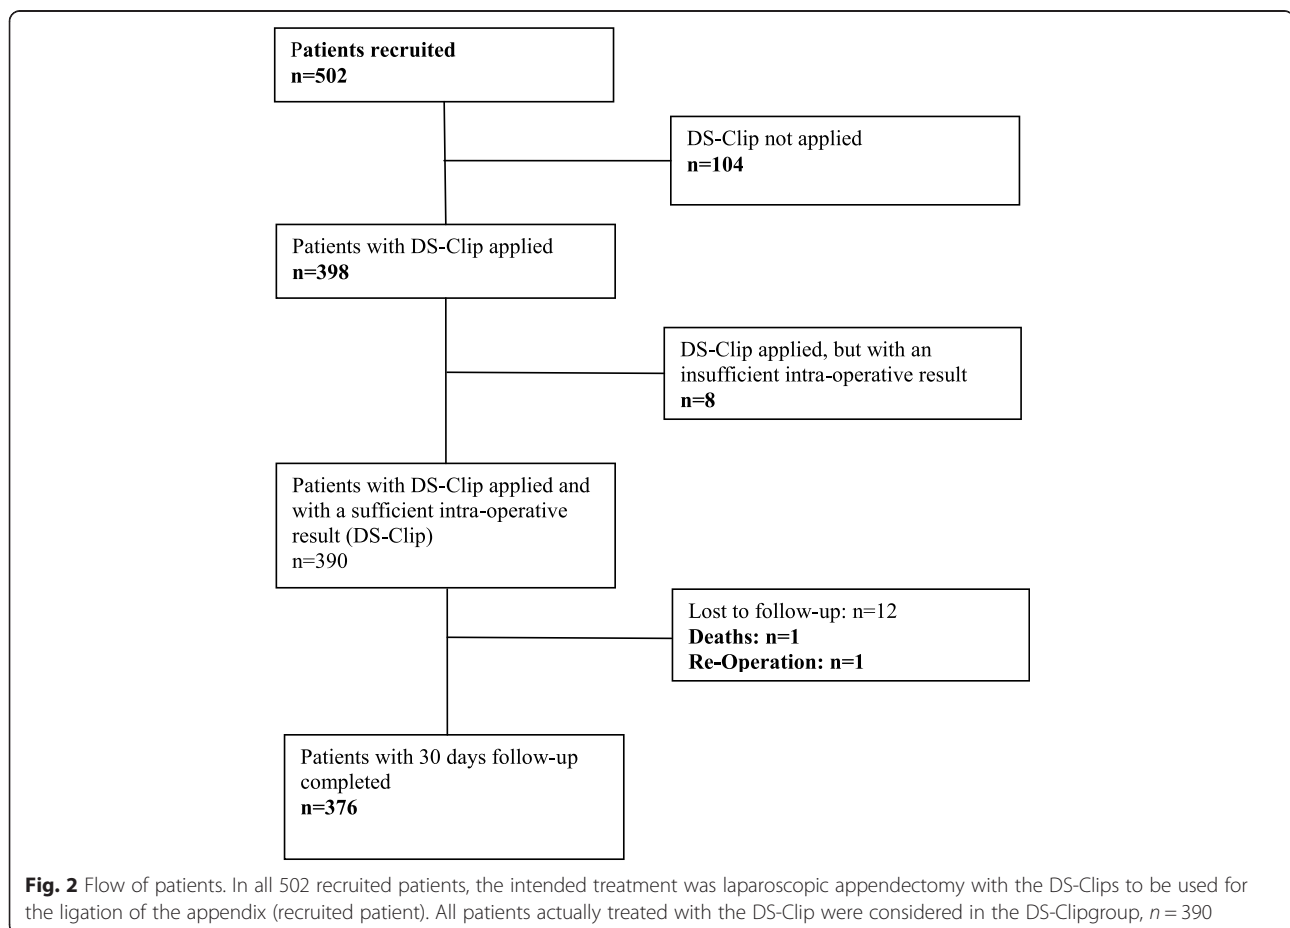 Patients recruited
n=502
DS-Clip not applied
n=104
Patients with DS-Clip applied
n=398
DS-Clip applied, but with an
insufficient intra-operative result
n=8
Patients with DS-Clip applied and
with a sufficient intra-operative
result (DS-Clip)
n=390
Lost to follow-up: n=12
Deaths: n=1
Re-Operation: n=1
Patients with 30 days follow-up
completed
n=376
Fig. 2 Flow of patients. In all 502 recruited patients, the intended treatment was laparoscopic appendectomy with the DS-Clips to be used for
the ligation of the appendix (recruited patient). All patients actually treated with the DS-Clip were considered in the DS-Clipgroup, n = 390